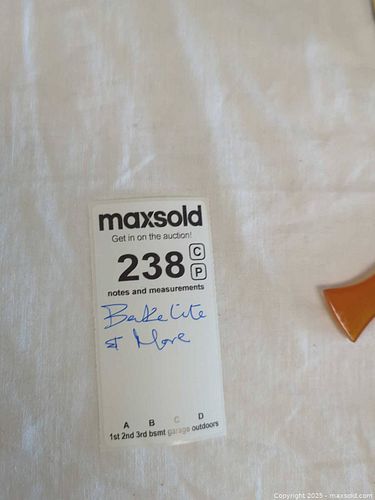 maxsold
Get in on the auction!
238 C P
notes and measurements
Bakelite
& More
A B C D
1st 2nd 3rd bsmt garage outdoors
Copyright 2025 - maxsold.com